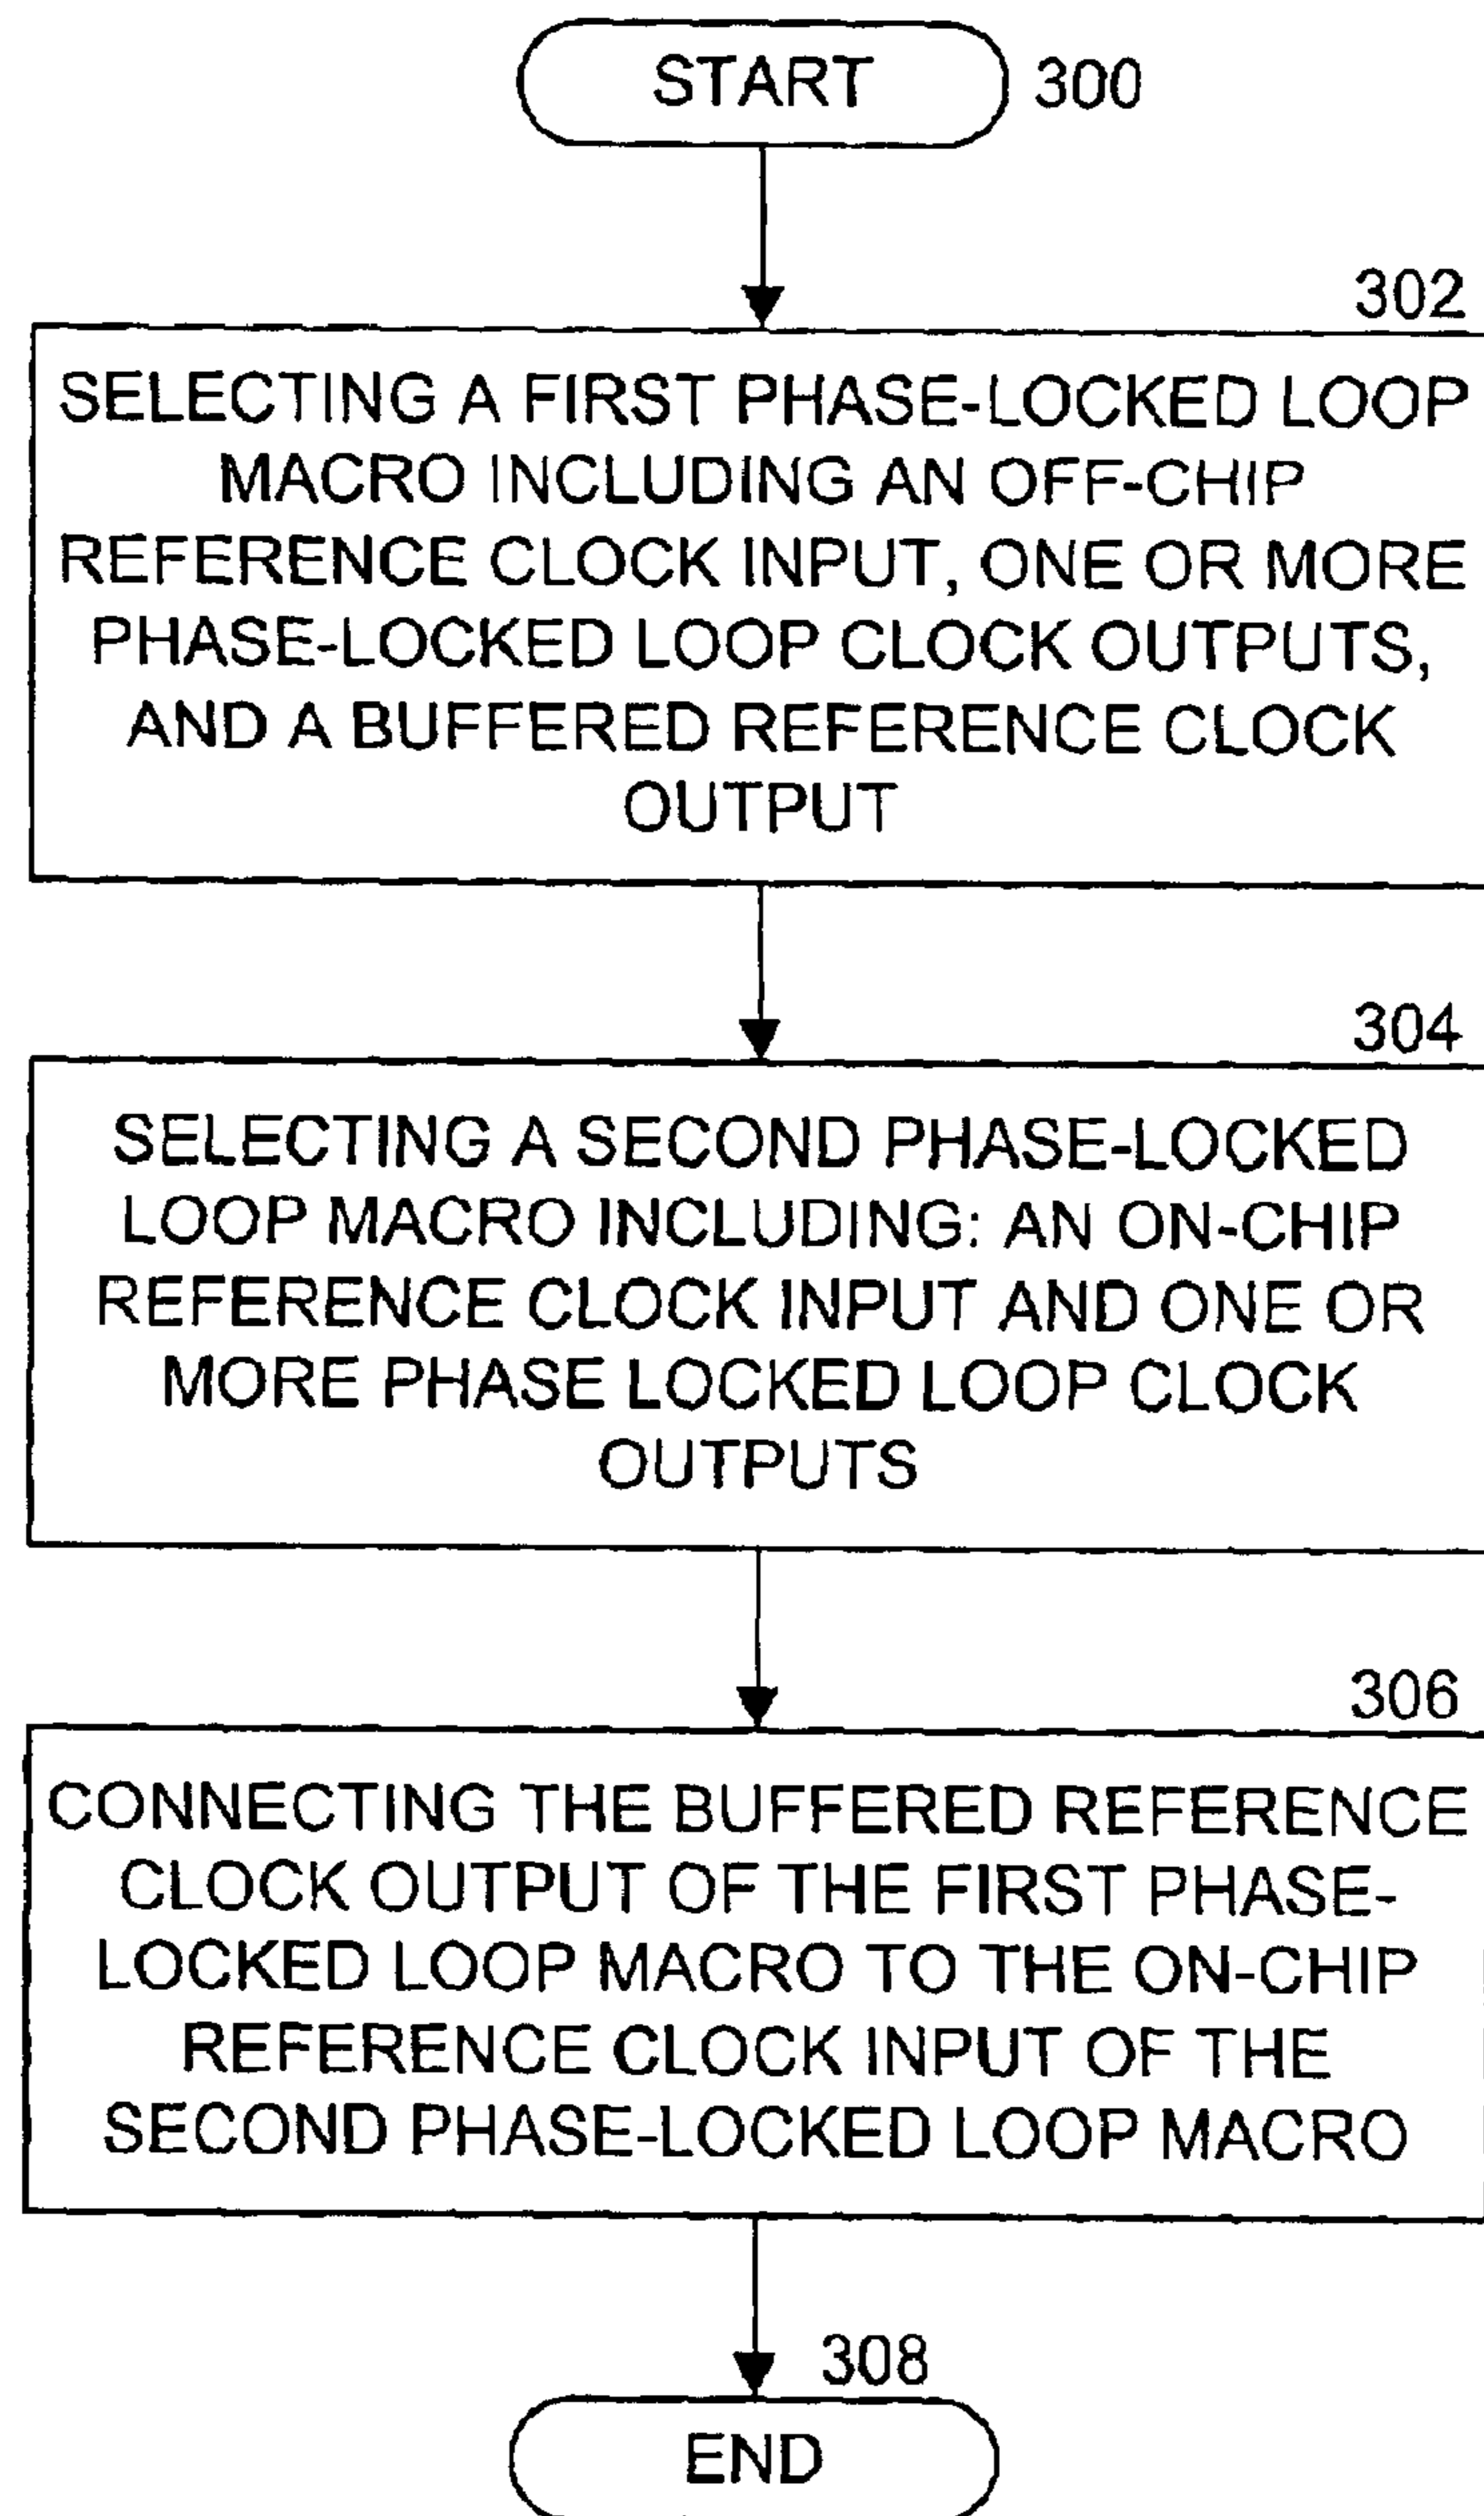 START 300
302
SELECTING A FIRST PHASE-LOCKED LOOP
MACRO INCLUDING AN OFF-CHIP
REFERENCE CLOCK INPUT, ONE OR MORE
PHASE-LOCKED LOOP CLOCK OUTPUTS,
AND A BUFFERED REFERENCE CLOCK
OUTPUT
304
SELECTING A SECOND PHASE-LOCKED
LOOP MACRO INCLUDING: AN ON-CHIP
REFERENCE CLOCK INPUT AND ONE OR
MORE PHASE LOCKED LOOP CLOCK
OUTPUTS
306
CONNECTING THE BUFFERED REFERENCE
CLOCK OUTPUT OF THE FIRST PHASE-
LOCKED LOOP MACRO TO THE ON-CHIP
REFERENCE CLOCK INPUT OF THE
SECOND PHASE-LOCKED LOOP MACRO
308
END